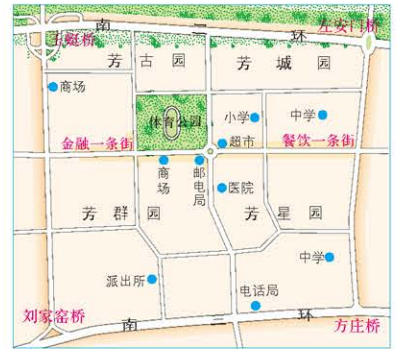 南二环
玉蜓桥
左安门桥
芳古园
芳城园
商场
体育公园
小学
中学
金融一条街
超市
餐饮一条街
商场
邮电局
医院
芳群园
芳星园
中学
派出所
电话局
刘家窑桥
南三环
方庄桥